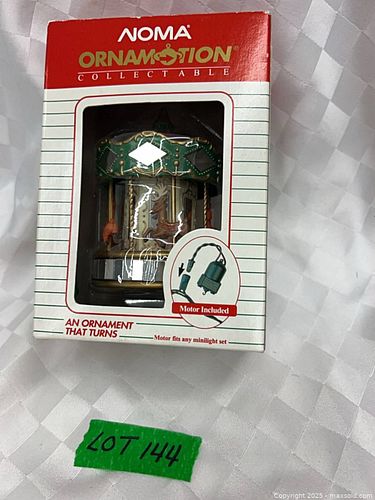 NOMA®
ORNAMOTION®
COLLECTABLE
Motor Included
AN ORNAMENT
THAT TURNS
Motor fits any minilight set
LOT 144
Copyright 2025 - maxsold.com